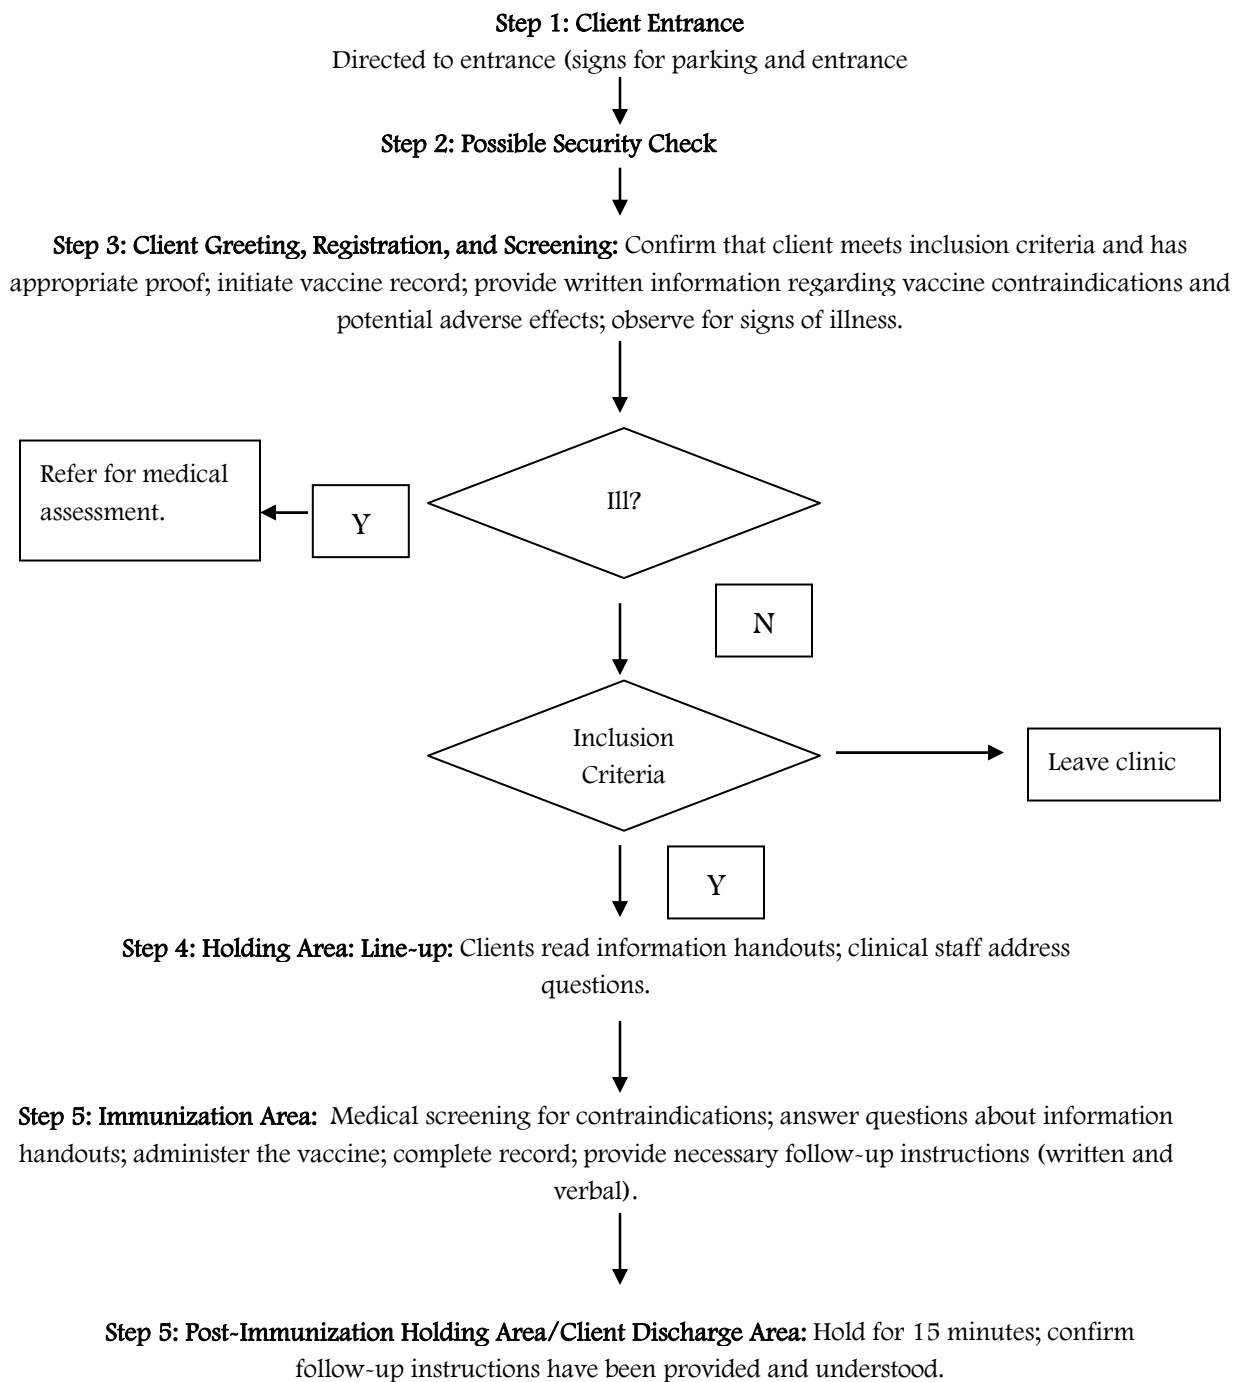 Step 1: Client Entrance
Directed to entrance (signs for parking and entrance
Step 2: Possible Security Check
Step 3: Client Greeting, Registration, and Screening: Confirm that client meets inclusion criteria and has
appropriate proof; initiate vaccine record; provide written information regarding vaccine contraindications and
potential adverse effects; observe for signs of illness.
Refer for medical
assessment.
Y
Ill?
N
Inclusion
Criteria
Leave clinic
Y
Step 4: Holding Area: Line-up: Clients read information handouts; clinical staff address
questions.
Step 5: Immunization Area: Medical screening for contraindications; answer questions about information
handouts; administer the vaccine; complete record; provide necessary follow-up instructions (written and
verbal).
Step 5: Post-Immunization Holding Area/Client Discharge Area: Hold for 15 minutes; confirm
follow-up instructions have been provided and understood.